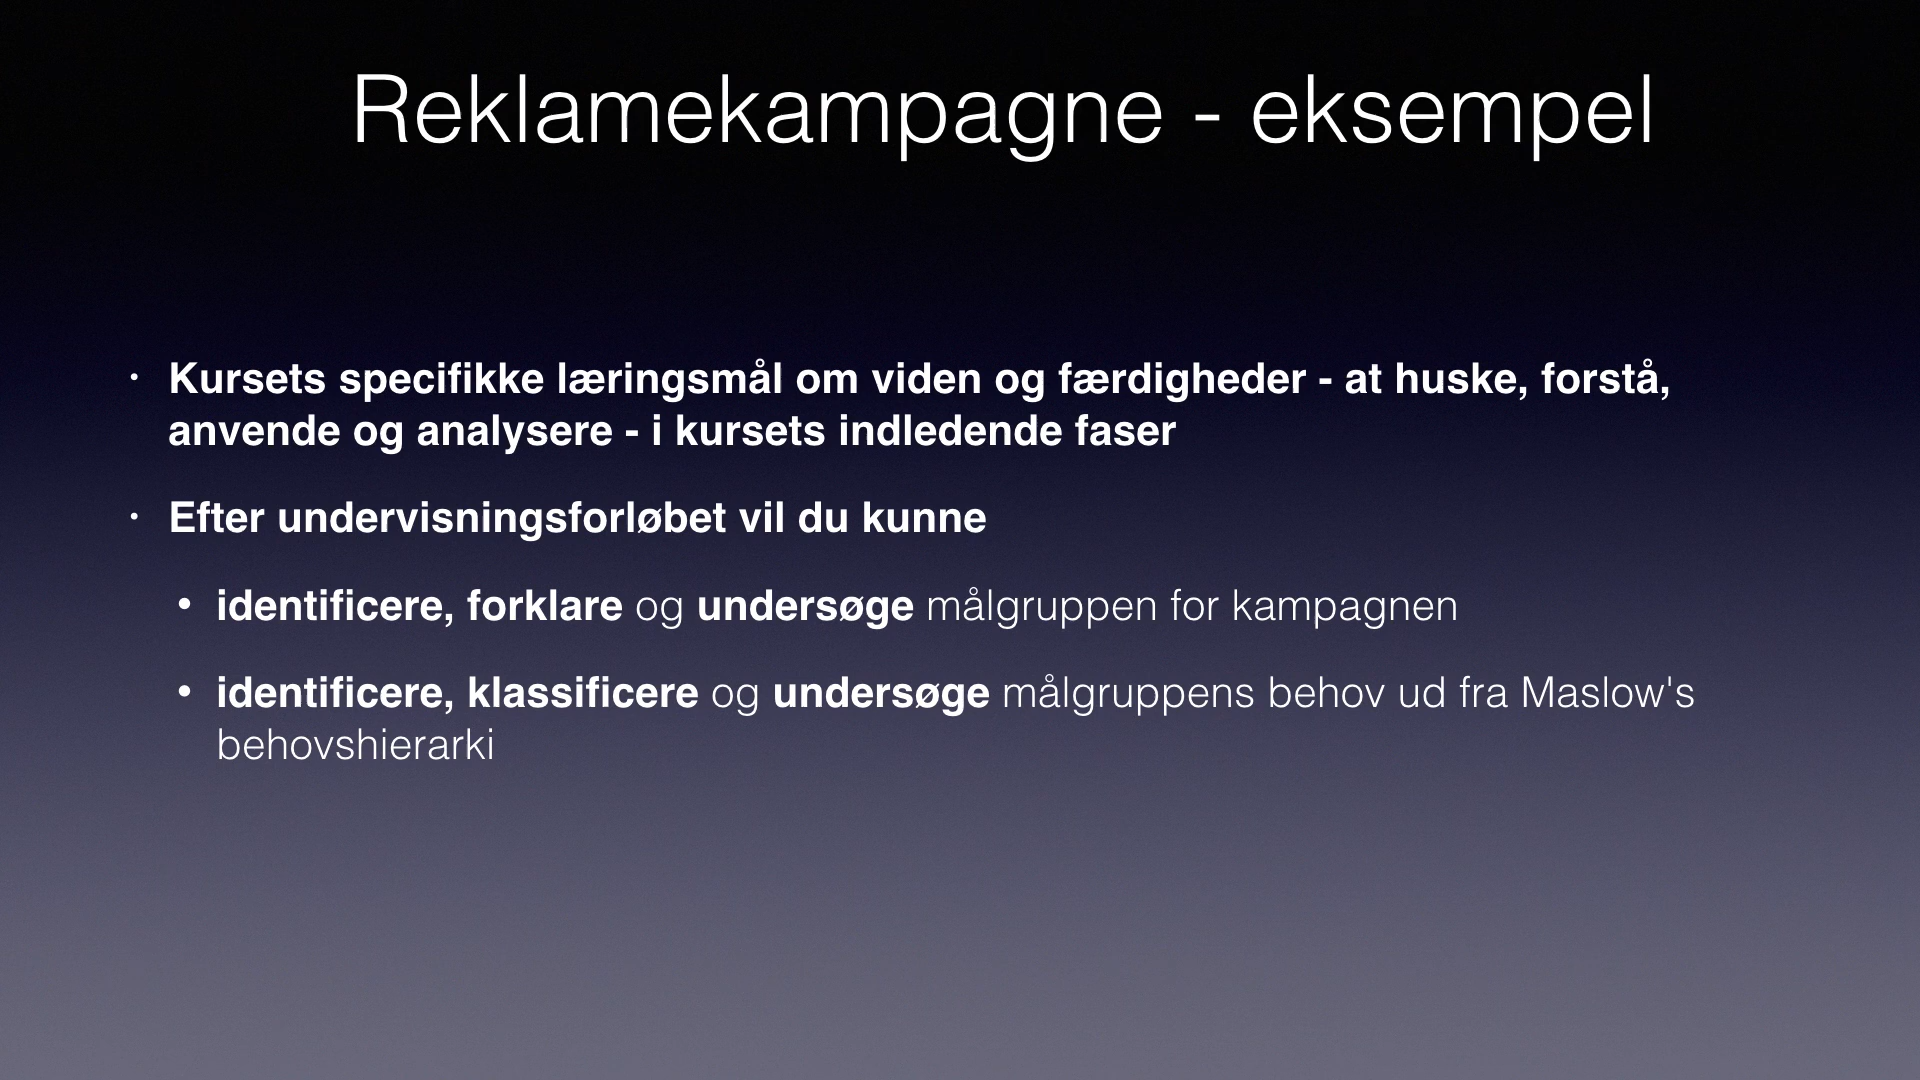 Reklamekampagne - eksempel
• Kursets specifikke læringsmål om viden og færdigheder - at huske, forstå,
anvende og analysere - i kursets indledende faser
• Efter undervisningsforløbet vil du kunne
• identificere, forklare og undersøge målgruppen for kampagnen
• identificere, klassificere og undersøge målgruppens behov ud fra Maslow's
behovshierarki